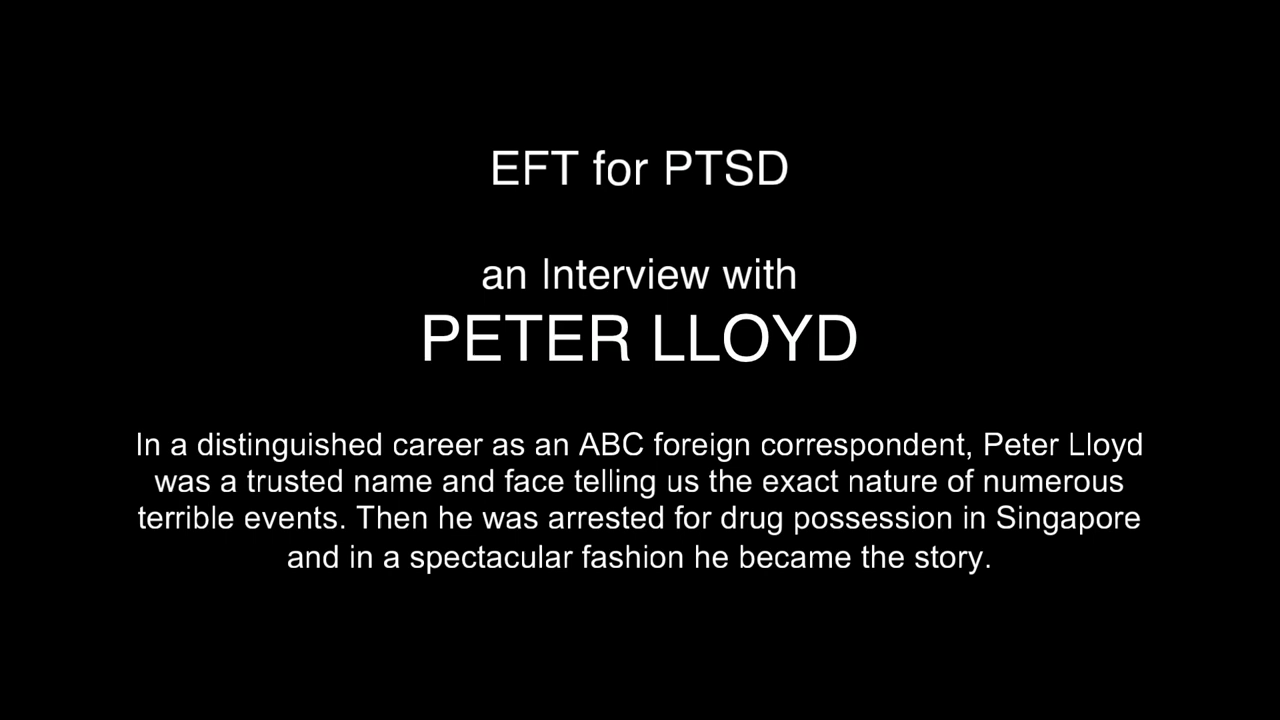 EFT for PTSD
an Interview with
PETER LLOYD
In a distinguished career as an ABC foreign correspondent, Peter Lloyd
was a trusted name and face telling us the exact nature of numerous
terrible events. Then he was arrested for drug possession in Singapore
and in a spectacular fashion he became the story.